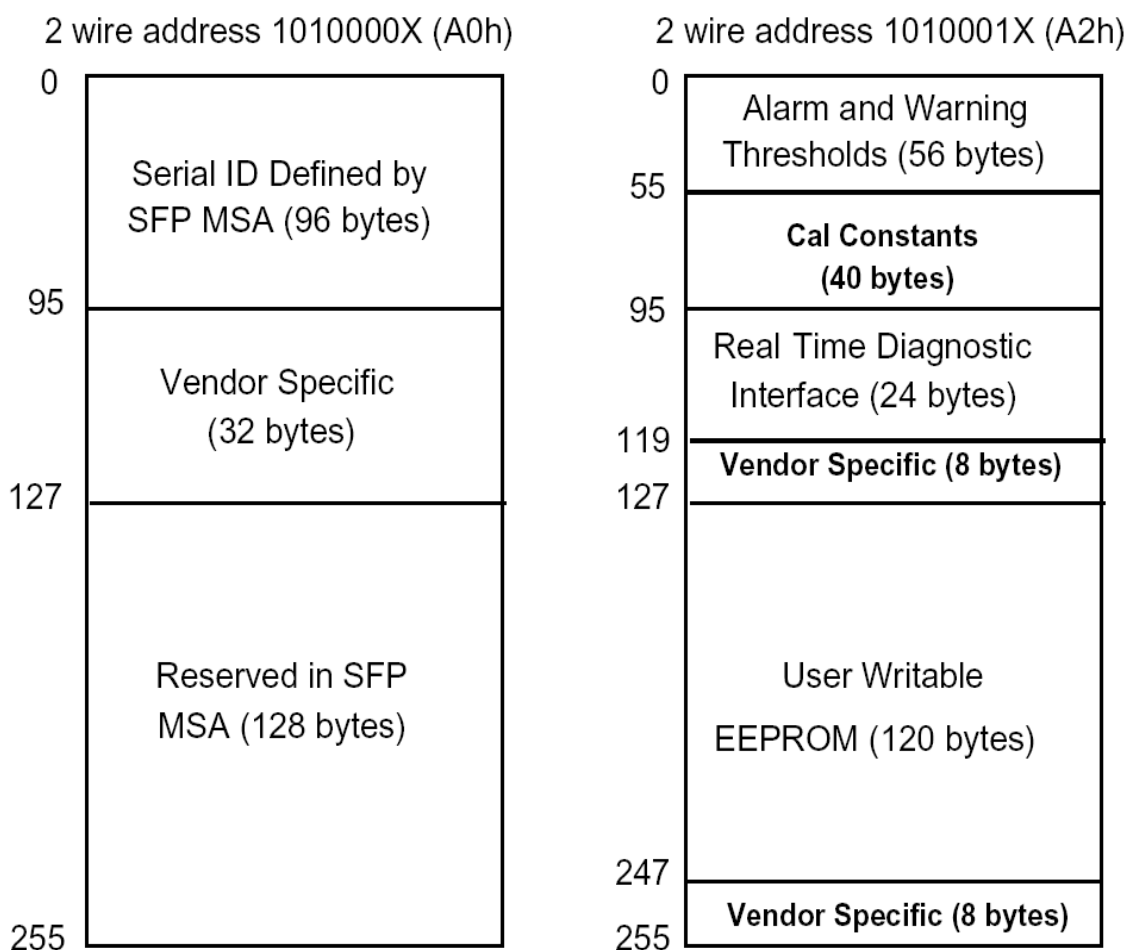 2 wire address 1010000X (A0h)
0
Serial ID Defined by
SFP MSA (96 bytes)
95
Vendor Specific
(32 bytes)
127
Reserved in SFP
MSA (128 bytes)
255
2 wire address 1010001X (A2h)
0
Alarm and Warning
Thresholds (56 bytes)
55
Cal Constants
(40 bytes)
95
Real Time Diagnostic
Interface (24 bytes)
119
Vendor Specific (8 bytes)
127
User Writable
EEPROM (120 bytes)
247
Vendor Specific (8 bytes)
255